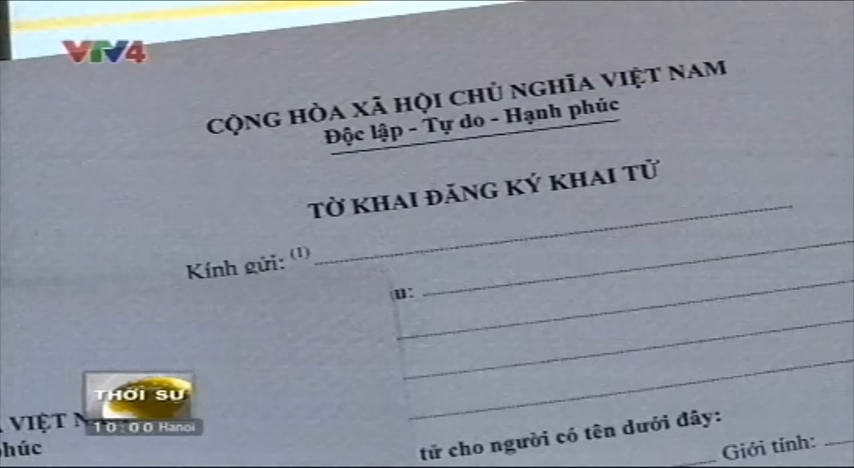 VTV4
CỘNG HÒA XÃ HỘI CHỦ NGHĨA VIỆT NAM
Độc lập - Tự do - Hạnh phúc
TỜ KHAI ĐĂNG KÝ KHAI TỬ
Kính gửi: (1)
u:
THỜI SỰ
VIỆT
10:00 Hanoi
húc
tử cho người có tên dưới đây:
Giới tính: